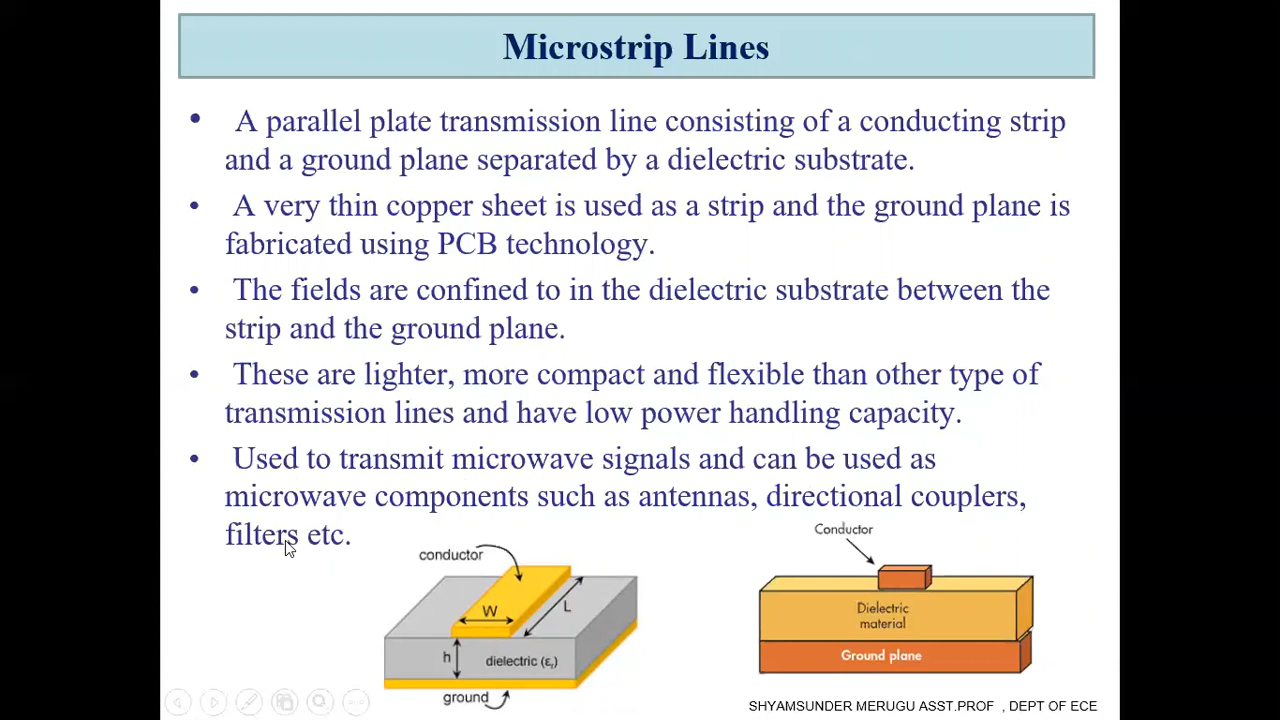 Microstrip Lines
• A parallel plate transmission line consisting of a conducting strip
and a ground plane separated by a dielectric substrate.
• A very thin copper sheet is used as a strip and the ground plane is
fabricated using PCB technology.
• The fields are confined to in the dielectric substrate between the
strip and the ground plane.
• These are lighter, more compact and flexible than other type of
transmission lines and have low power handling capacity.
• Used to transmit microwave signals and can be used as
microwave components such as antennas, directional couplers,
filters etc.
conductor
W
L
h
dielectric (εr)
ground
Conductor
Dielectric
material
Ground plane
SHYAMSUNDER MERUGU ASST.PROF , DEPT OF ECE